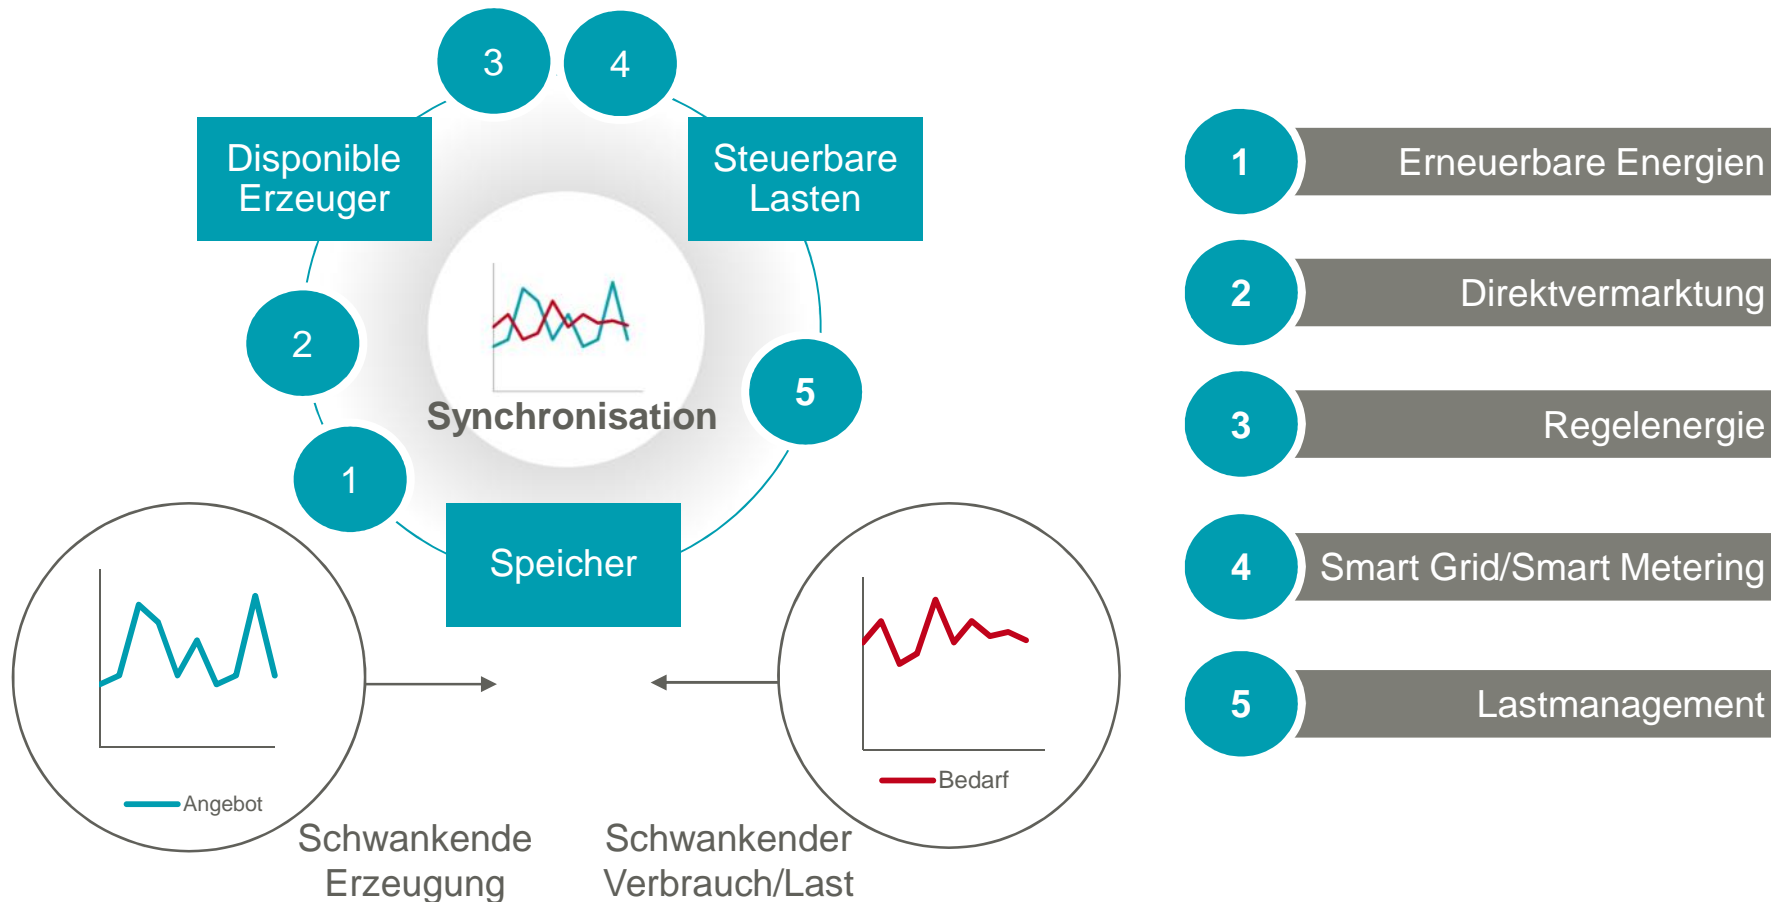 3
4
Disponible
Erzeuger
Steuerbare
Lasten
2
5
Synchronisation
1
Speicher
Angebot
Bedarf
Schwankende
Erzeugung
Schwankender
Verbrauch/Last
1
Erneuerbare Energien
2
Direktvermarktung
3
Regelenergie
4
Smart Grid/Smart Metering
5
Lastmanagement